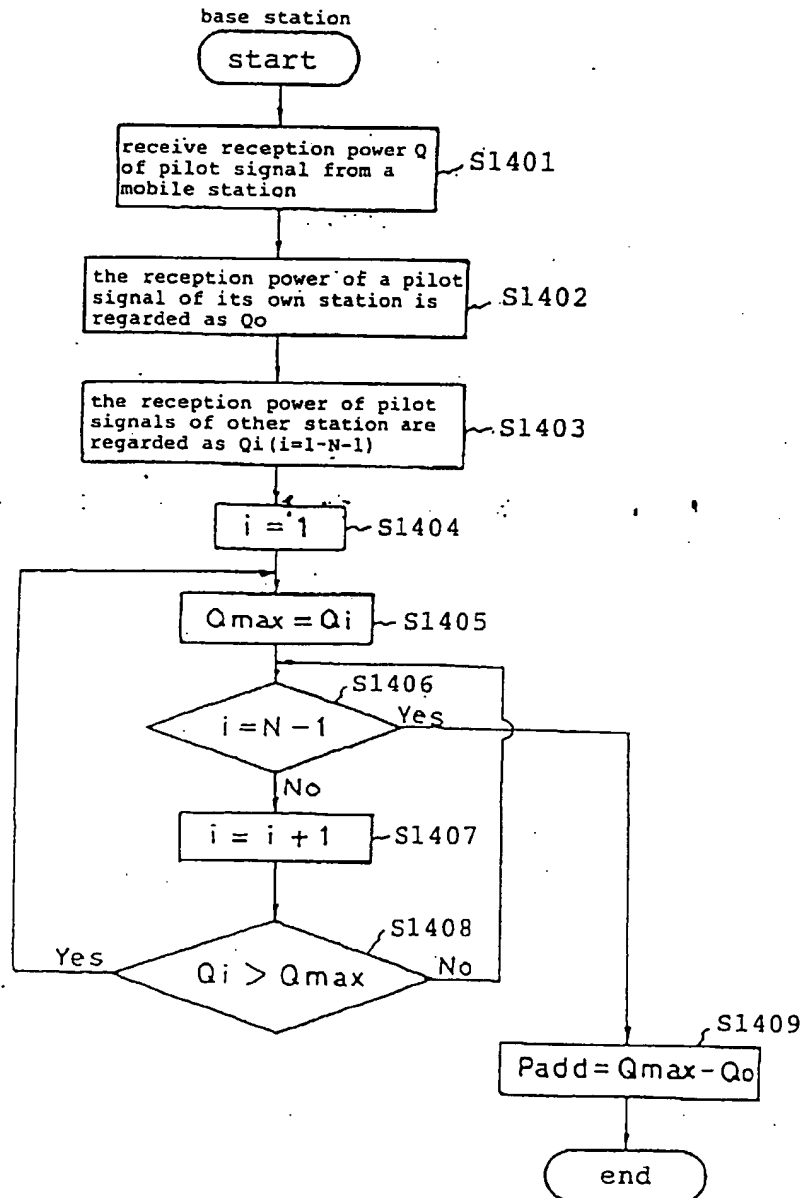 base station
start
receive reception power Q
of pilot signal from a
mobile station
S1401
the reception power of a pilot
signal of its own station is
regarded as Qo
S1402
the reception power of pilot
signals of other station are
regarded as Qi(i=1-N-1)
S1403
i = 1
S1404
Qmax = Qi
S1405
S1406
i = N - 1
Yes
No
i = i + 1
S1407
S1408
Yes
Qi > Qmax
No
S1409
Padd = Qmax - Qo
end